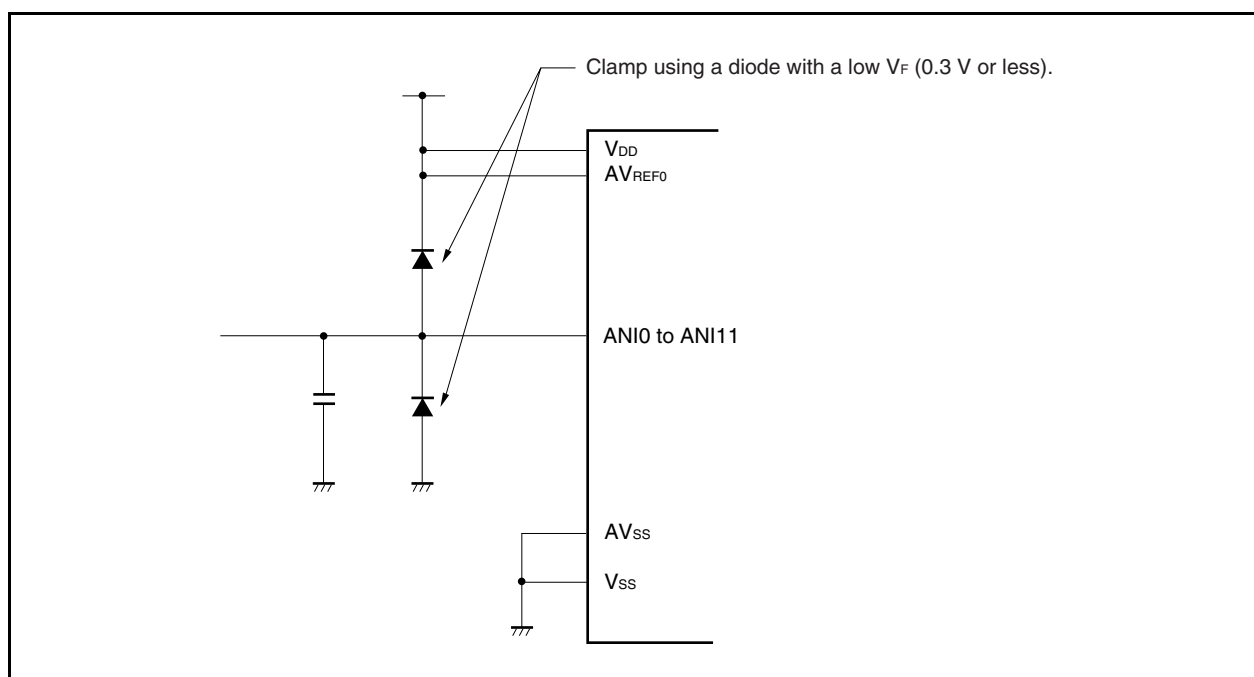 Clamp using a diode with a low VF (0.3 V or less).
VDD
AVREF0
ANI0 to ANI11
AVSS
VSS